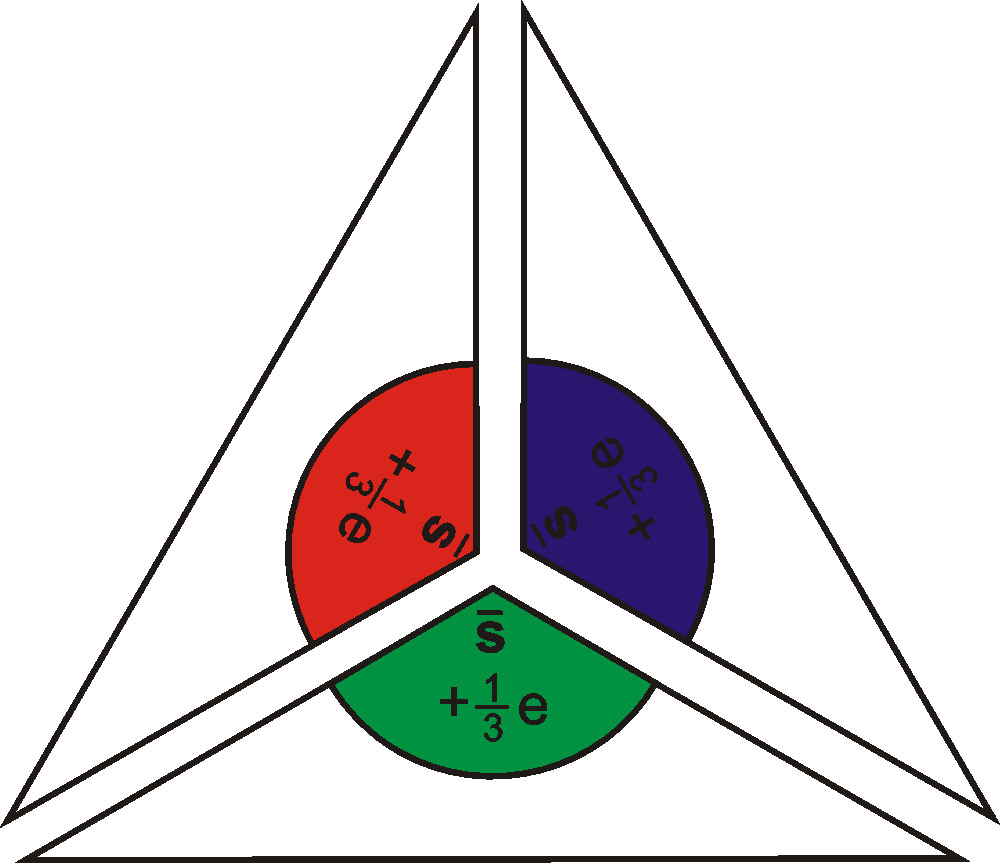 s̅
+ 1/3 e
s̅
+ 1/3 e
s̅
+ 1/3 e